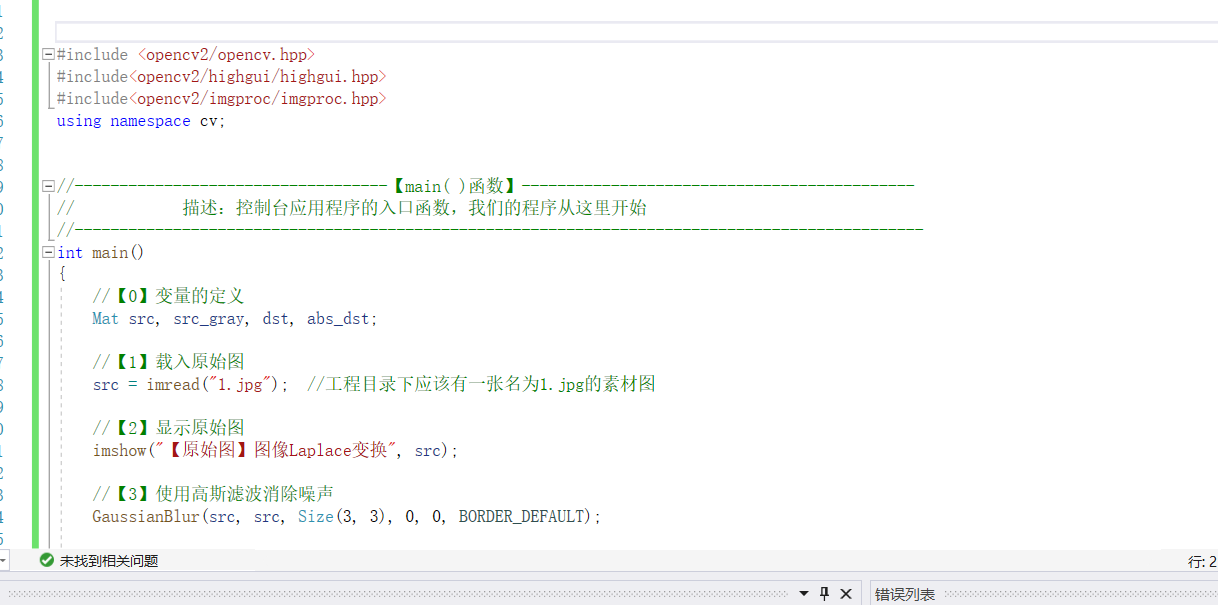 #include <opencv2/opencv.hpp>
#include<opencv2/highgui/highgui.hpp>
#include<opencv2/imgproc/imgproc.hpp>
using namespace cv;
//-----------------------------------【main( )函数】--------------------------------------------
//            描述：控制台应用程序的入口函数，我们的程序从这里开始
//-----------------------------------------------------------------------------------------------
int main()
{
//【0】变量的定义
Mat src, src_gray, dst, abs_dst;
//【1】载入原始图
src = imread("1.jpg");  //工程目录下应该有一张名为1.jpg的素材图
//【2】显示原始图
imshow("【原始图】图像Laplace变换", src);
//【3】使用高斯滤波消除噪声
GaussianBlur(src, src, Size(3, 3), 0, 0, BORDER_DEFAULT);
未找到相关问题
行: 2
错误列表